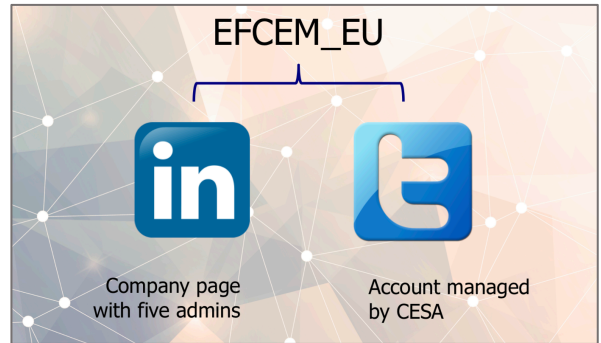 EFCEM_EU
in
t
Company page
with five admins
Account managed
by CESA